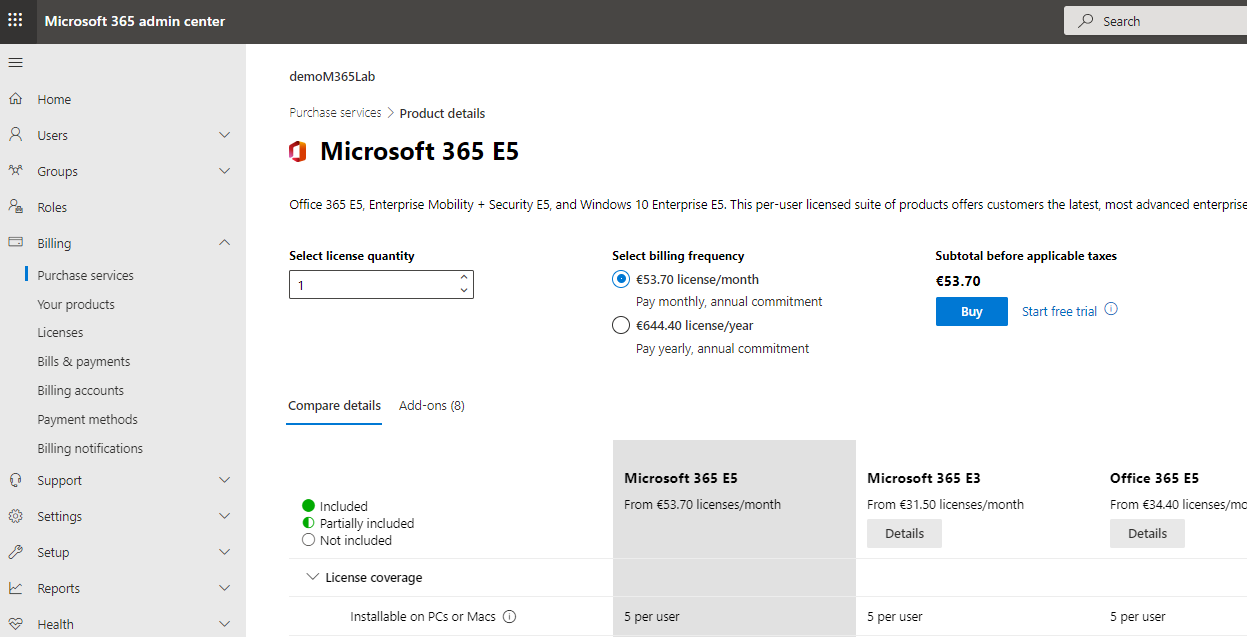 Microsoft 365 admin center
Search
Home
Users
Groups
Roles
Billing
Purchase services
Your products
Licenses
Bills & payments
Billing accounts
Payment methods
Billing notifications
Support
Settings
Setup
Reports
Health
demoM365Lab
Purchase services > Product details
Microsoft 365 E5
Office 365 E5, Enterprise Mobility + Security E5, and Windows 10 Enterprise E5. This per-user licensed suite of products offers customers the latest, most advanced enterprise
Select license quantity
1
Select billing frequency
€53.70 license/month
Pay monthly, annual commitment
€644.40 license/year
Pay yearly, annual commitment
Subtotal before applicable taxes
€53.70
Buy
Start free trial
Compare details
Add-ons (8)
Included
Partially included
Not included
Microsoft 365 E5
From €53.70 licenses/month
Microsoft 365 E3
From €31.50 licenses/month
Details
Office 365 E5
From €34.40 licenses/mo
Details
License coverage
Installable on PCs or Macs
5 per user
5 per user
5 per user